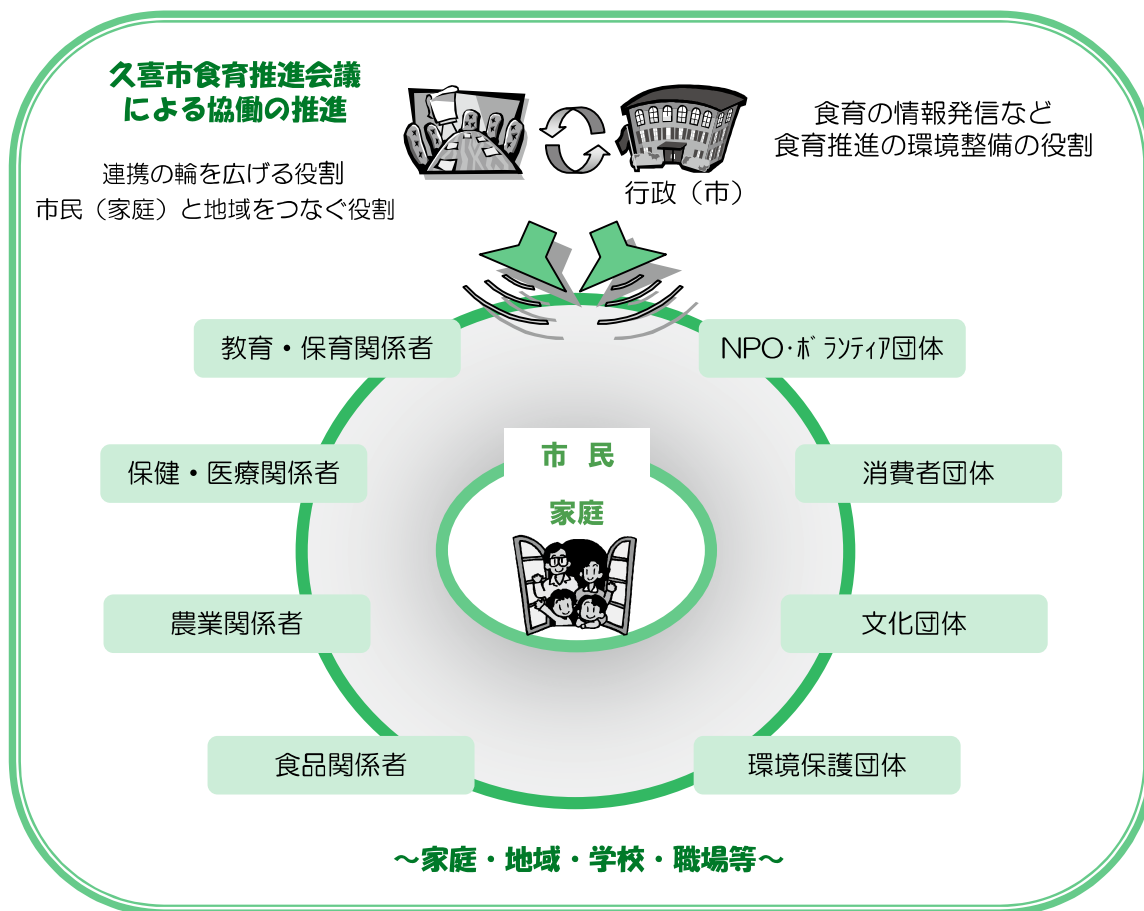 久喜市食育推進会議
による協働の推進
連携の輪を広げる役割
市民（家庭）と地域をつなぐ役割
行政（市）
食育の情報発信など
食育推進の環境整備の役割
教育・保育関係者
NPO・ボランティア団体
保健・医療関係者
消費者団体
市 民
家庭
農業関係者
文化団体
食品関係者
環境保護団体
～家庭・地域・学校・職場等～